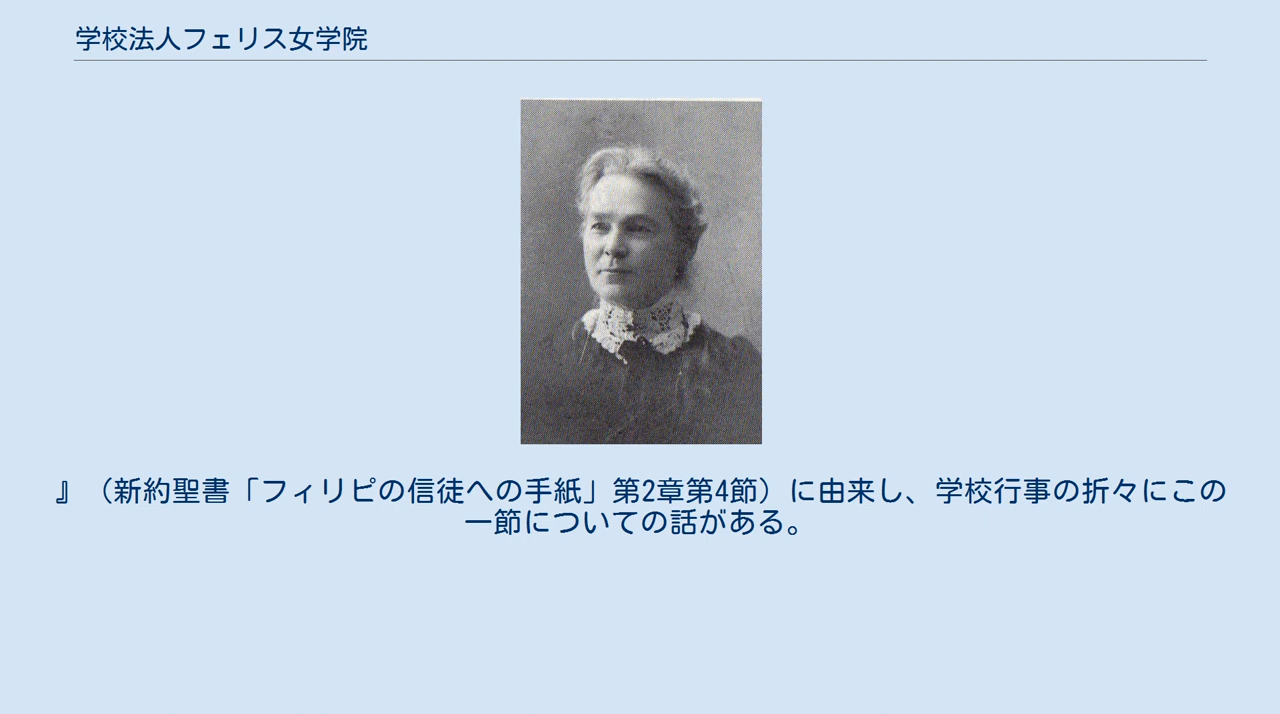 学校法人フェリス女学院
』（新約聖書「フィリピの信徒への手紙」第2章第4節）に由来し、学校行事の折々にこの
一節についての話がある。